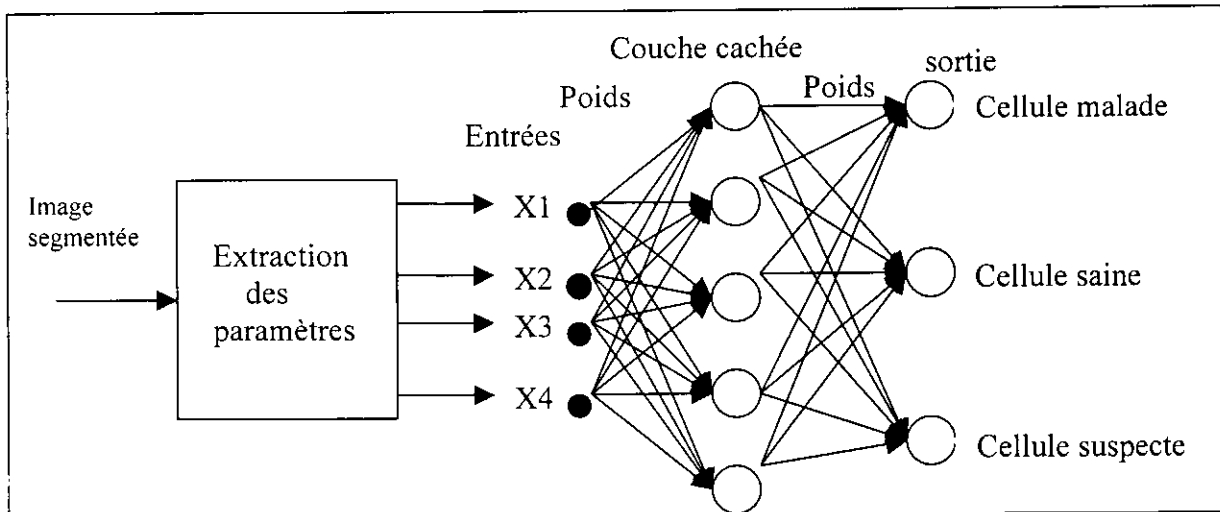 Couche cachée
sortie
Poids
Poids
Cellule malade
Entrées
Image
segmentée
X1
Extraction
des
paramètres
X2
Cellule saine
X3
X4
Cellule suspecte